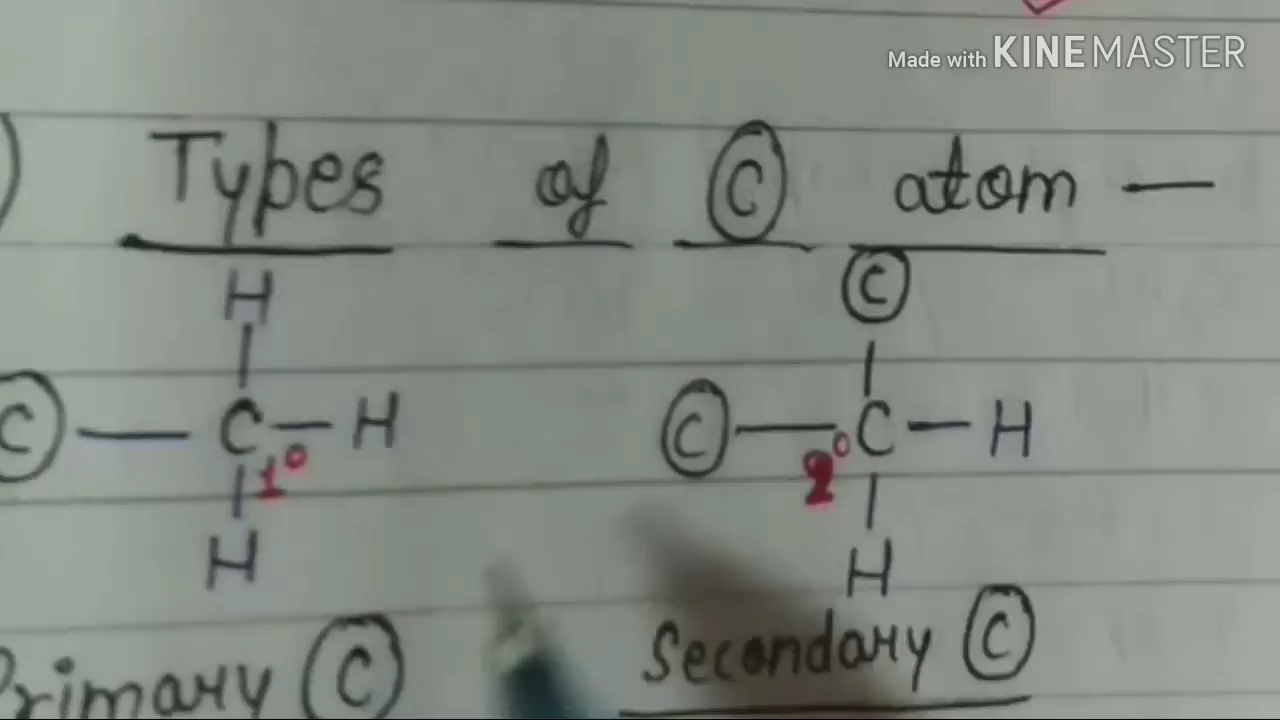 Made with KINEMASTER
) Types of C atom —
H C
C — C — H C — C — H
1° 2°
H H
Primary C Secondary C